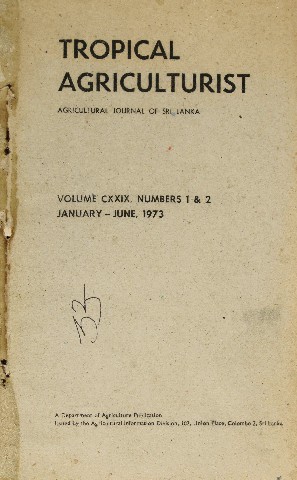 TROPICAL
AGRICULTURIST
AGRICULTURAL JOURNAL OF SRI LANKA
VOLUME CXXIX, NUMBERS 1 & 2
JANUARY – JUNE, 1973
A Department of Agriculture Publication
Issued by the Agricultural Information Division, 102, Union Place, Colombo 2, Sri Lanka